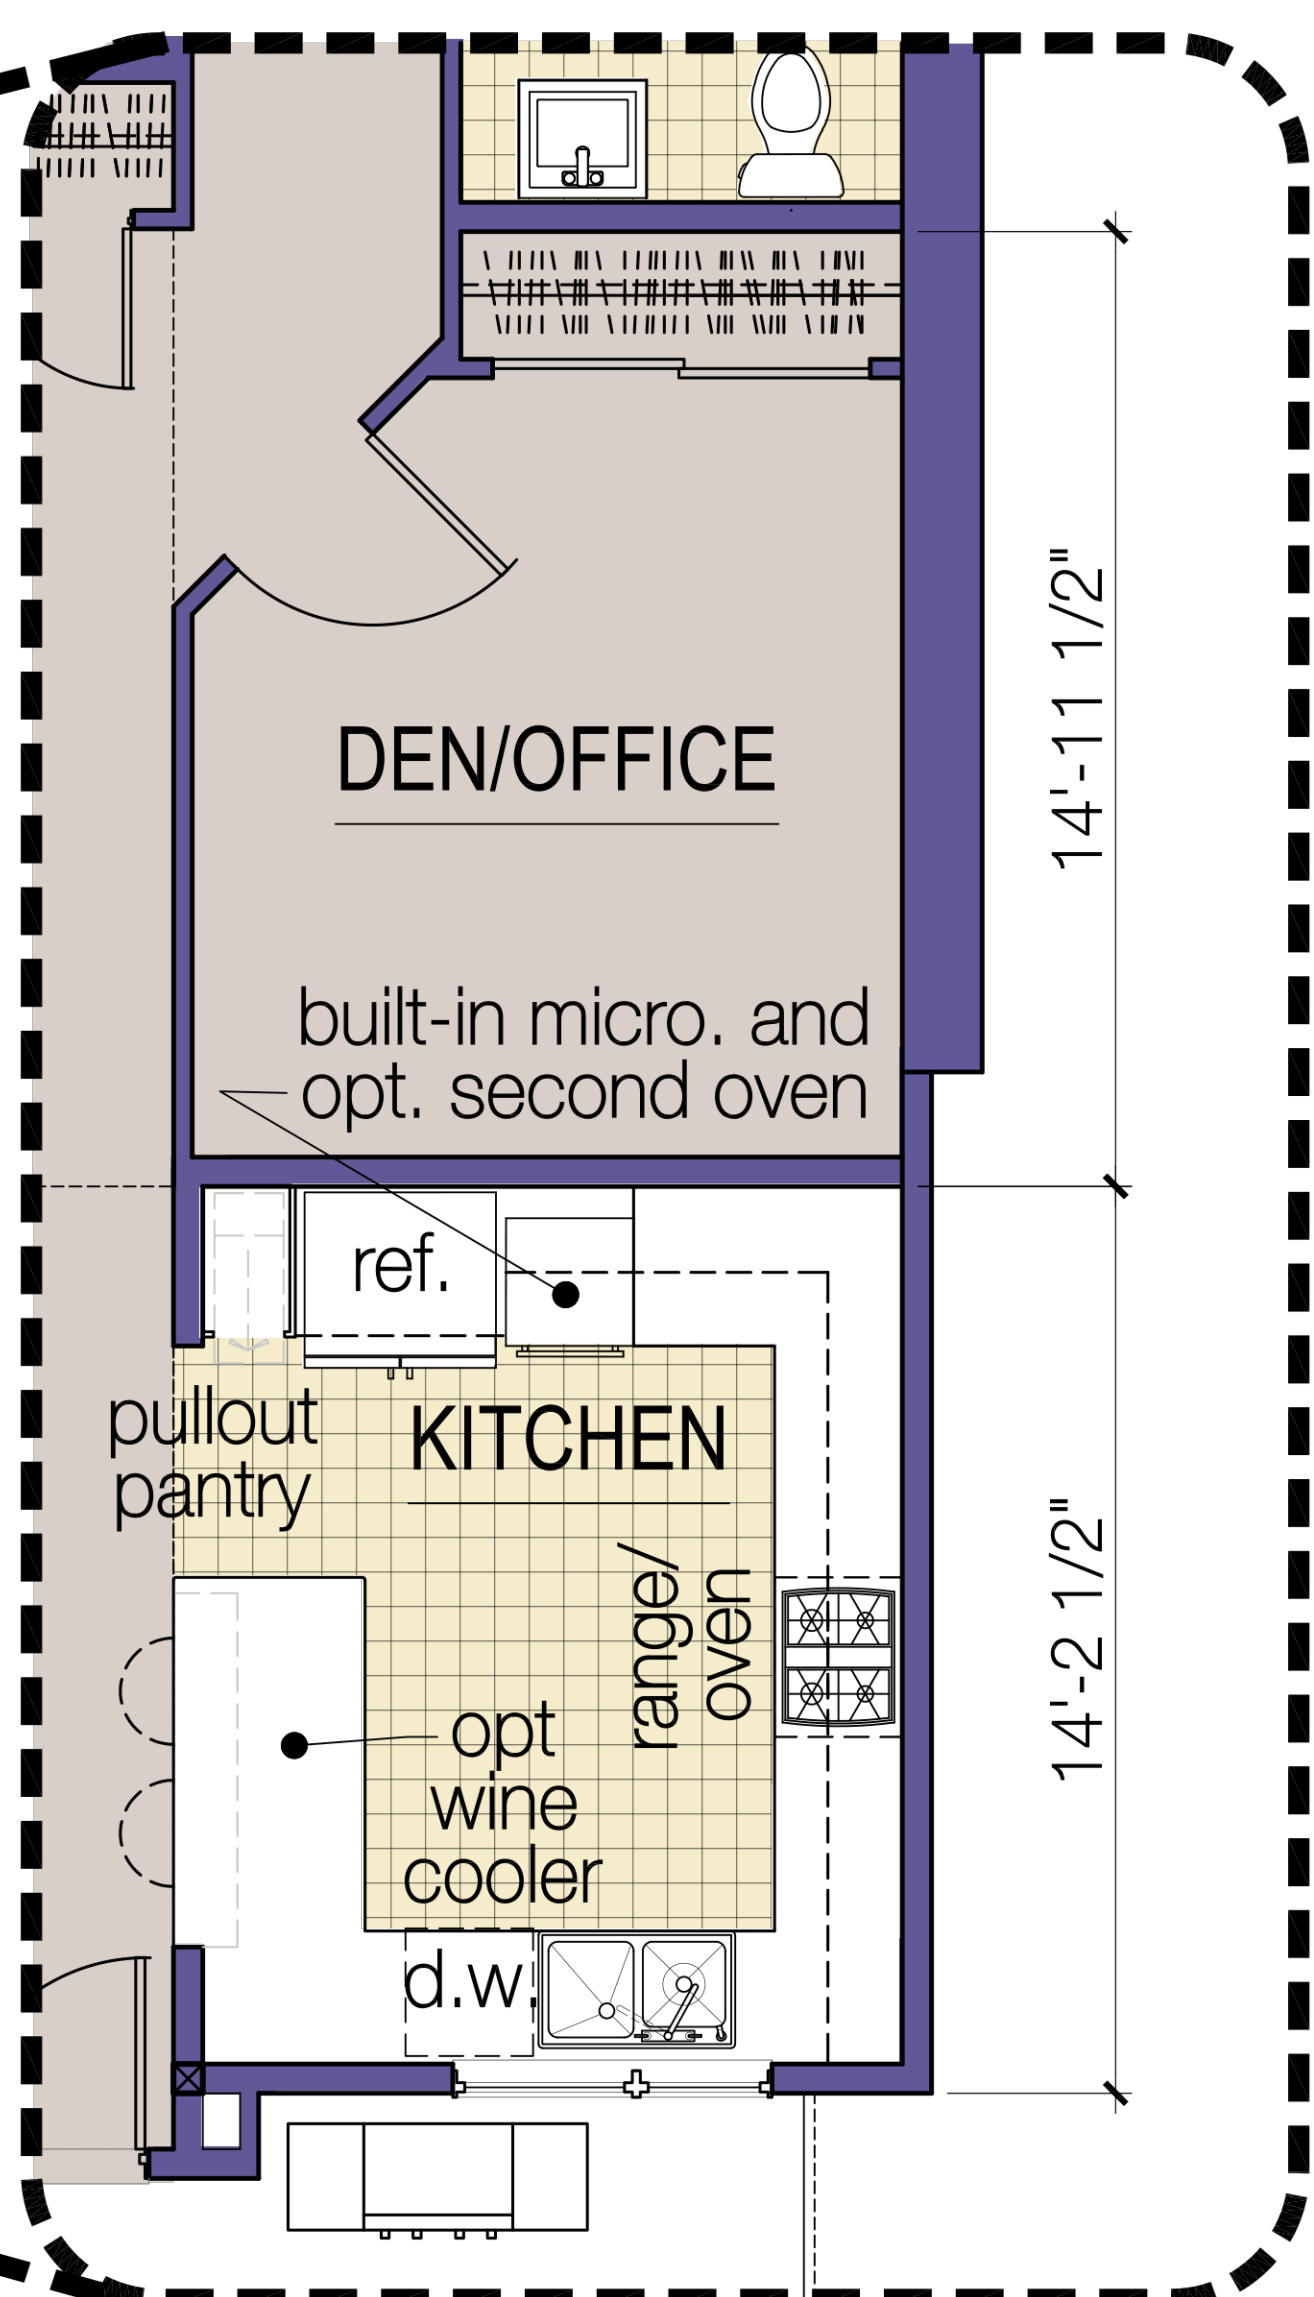 DEN/OFFICE
14'-11 1/2"
built-in micro. and
opt. second oven
ref.
pullout
pantry
KITCHEN
range/
oven
14'-2 1/2"
opt
wine
cooler
d.w.